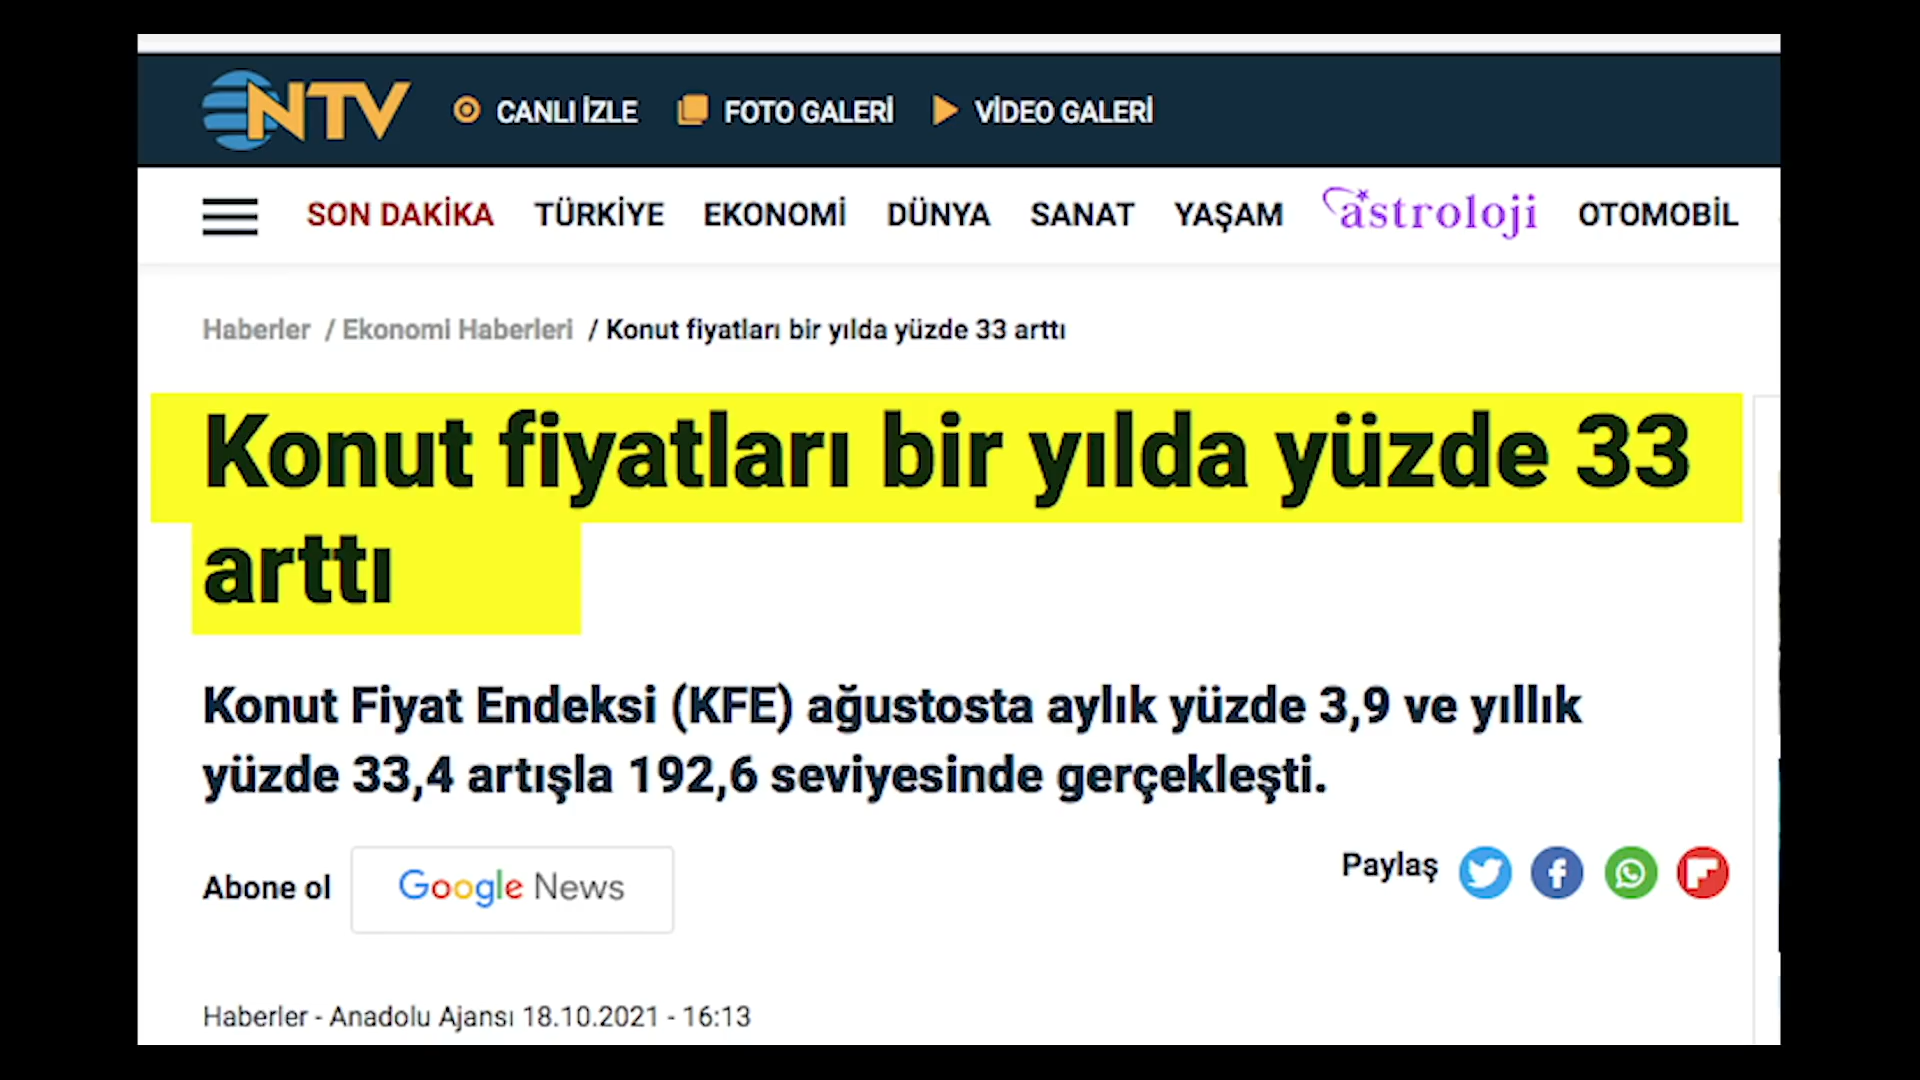 NTV CANLI İZLE FOTO GALERİ VİDEO GALERİ
SON DAKİKA TÜRKİYE EKONOMİ DÜNYA SANAT YAŞAM astroloji OTOMOBİL
Haberler / Ekonomi Haberleri / Konut fiyatları bir yılda yüzde 33 arttı
Konut fiyatları bir yılda yüzde 33
arttı
Konut Fiyat Endeksi (KFE) ağustosta aylık yüzde 3,9 ve yıllık
yüzde 33,4 artışla 192,6 seviyesinde gerçekleşti.
Abone ol Google News
Paylaş
Haberler - Anadolu Ajansı 18.10.2021 - 16:13